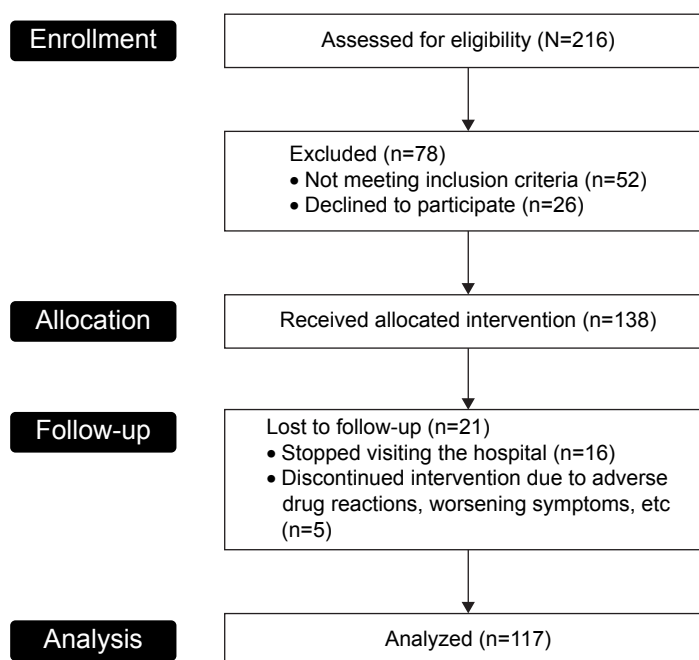 Enrollment
Assessed for eligibility (N=216)
Excluded (n=78)
• Not meeting inclusion criteria (n=52)
• Declined to participate (n=26)
Allocation
Received allocated intervention (n=138)
Follow-up
Lost to follow-up (n=21)
• Stopped visiting the hospital (n=16)
• Discontinued intervention due to adverse
drug reactions, worsening symptoms, etc
(n=5)
Analysis
Analyzed (n=117)